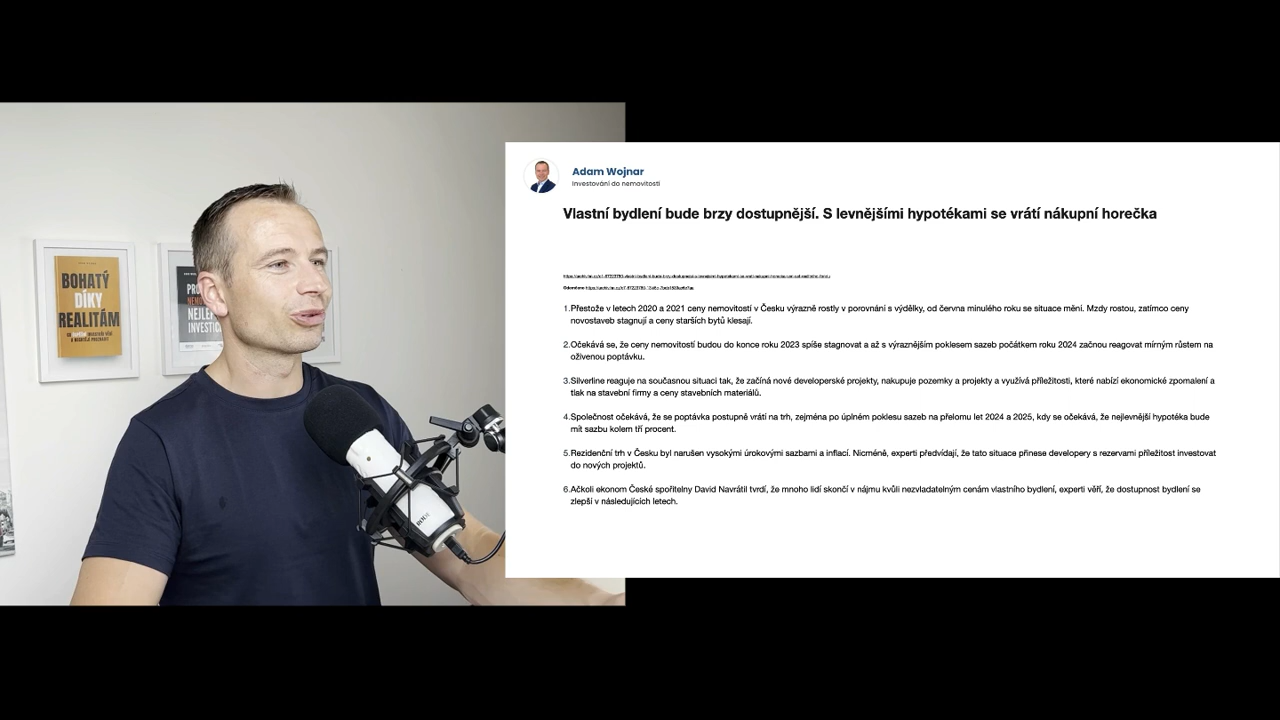 BOHATÝ
DÍKY
REALITÁM
Adam Wojnar
Investování do nemovitostí
Vlastní bydlení bude brzy dostupnější. S levnějšími hypotékami se vrátí nákupní horečka
1.Přestože v letech 2020 a 2021 ceny nemovitostí v Česku výrazně rostly v porovnání s výdělky, od června minulého roku se situace mění. Mzdy rostou, zatímco ceny
novostaveb stagnují a ceny starších bytů klesají.
2.Očekává se, že ceny nemovitostí budou do konce roku 2023 spíše stagnovat a až s výraznějším poklesem sazeb počátkem roku 2024 začnou reagovat mírným růstem na
oživenou poptávku.
3.Silverline reaguje na současnou situaci tak, že začíná nové developerské projekty, nakupuje pozemky a projekty a využívá příležitosti, které nabízí ekonomické zpomalení a
tlak na stavební firmy a ceny stavebních materiálů.
4.Společnost očekává, že se poptávka postupně vrátí na trh, zejména po úplném poklesu sazeb na přelomu let 2024 a 2025, kdy se očekává, že nejlevnější hypotéka bude
mít sazbu kolem tří procent.
5.Rezidenční trh v Česku byl narušen vysokými úrokovými sazbami a inflací. Nicméně, experti předvídají, že tato situace přinese developery s rezervami příležitost investovat
do nových projektů.
6.Ačkoli ekonom České spořitelny David Navrátil tvrdí, že mnoho lidí skončí v nájmu kvůli nezvladatelným cenám vlastního bydlení, experti věří, že dostupnost bydlení se
zlepší v následujících letech.